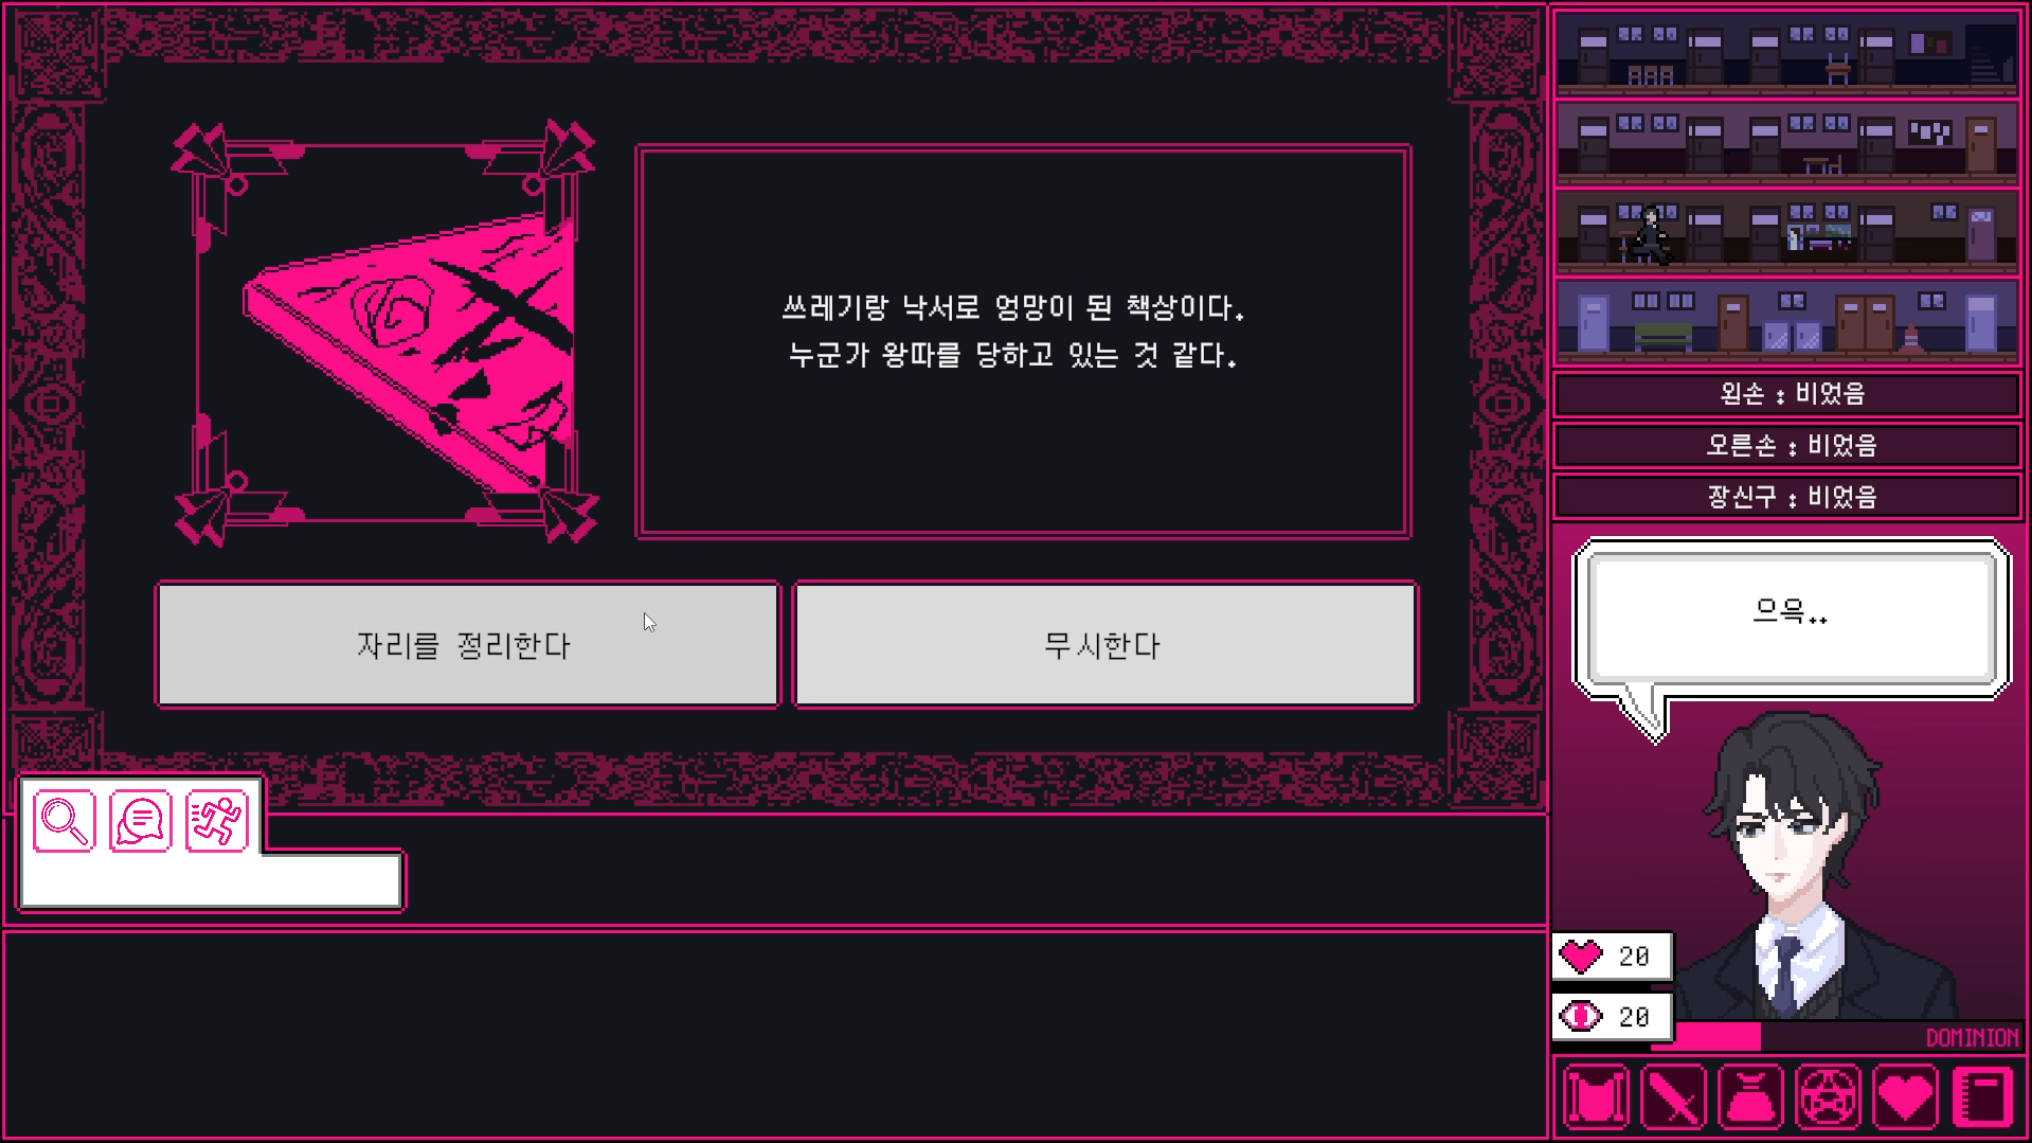 쓰레기랑 낙서로 엉망이 된 책상이다.
누군가 왕따를 당하고 있는 것 같다.
자리를 정리한다
무시한다
왼손 : 비었음
오른손 : 비었음
장신구 : 비었음
으윽..
20
20
DOMINION